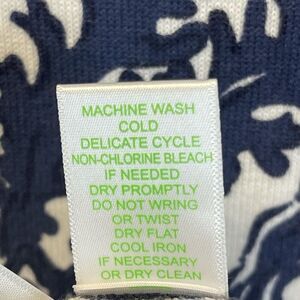 MACHINE WASH
COLD
DELICATE CYCLE
NON-CHLORINE BLEACH
IF NEEDED
DRY PROMPTLY
DO NOT WRING
OR TWIST
DRY FLAT
COOL IRON
IF NECESSARY
OR DRY CLEAN